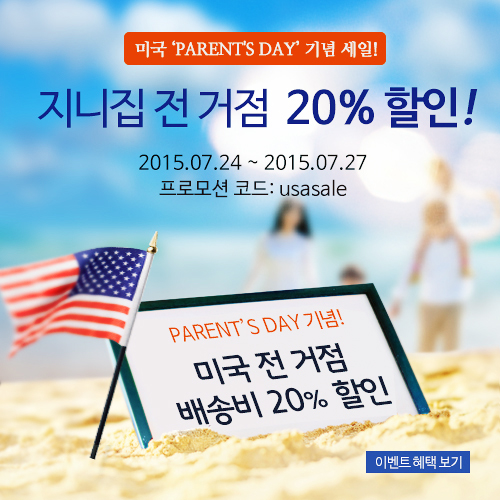 미국 ‘PARENT'S DAY’ 기념 세일!
지니집 전 거점 20% 할인!
2015.07.24 ~ 2015.07.27
프로모션 코드: usasale
PARENT’S DAY 기념!
미국 전 거점
배송비 20% 할인
이벤트 혜택 보기